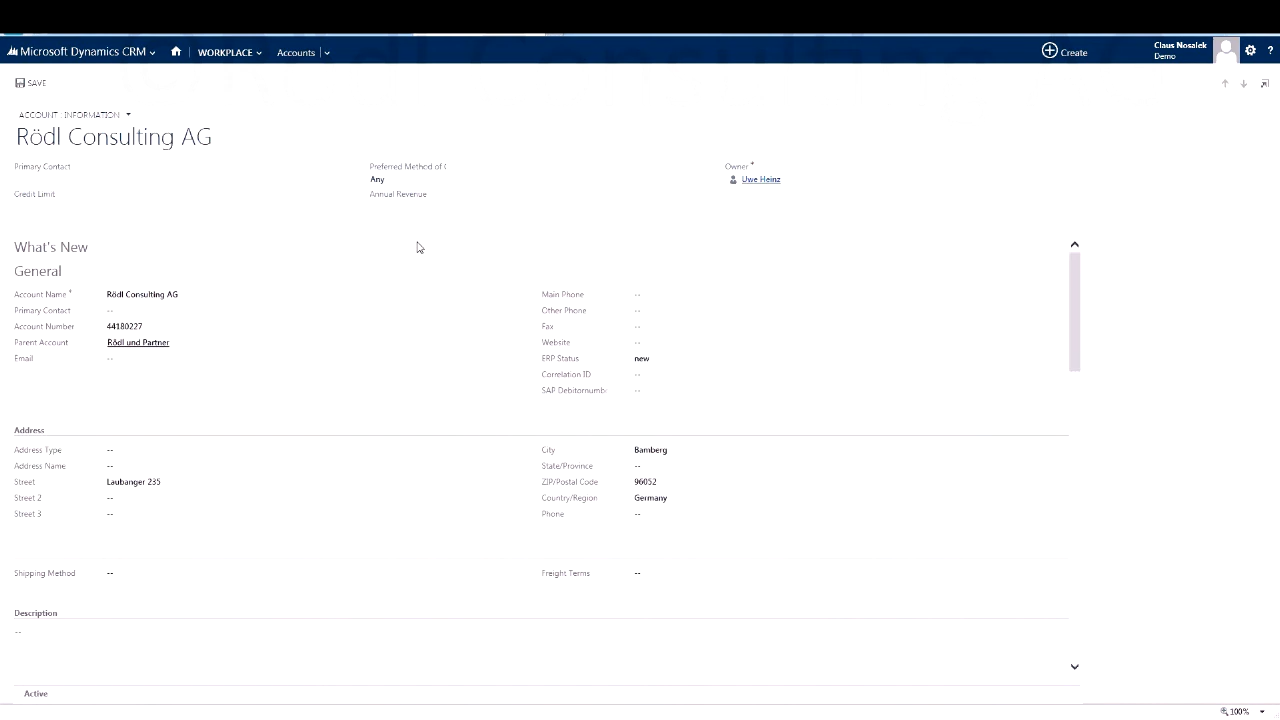 Microsoft Dynamics CRM WORKPLACE Accounts Create Claus Nosalek Demo ?
SAVE
ACCOUNT : INFORMATION
Rödl Consulting AG
Primary Contact Preferred Method of C Owner *
Any Uwe Heinz
Credit Limit Annual Revenue
What's New
General
Account Name * Rödl Consulting AG Main Phone --
Primary Contact -- Other Phone --
Account Number 44180227 Fax --
Parent Account Rödl und Partner Website --
Email -- ERP Status new
Correlation ID --
SAP Debitornumb --
Address
Address Type -- City Bamberg
Address Name -- State/Province --
Street Laubanger 235 ZIP/Postal Code 96052
Street 2 -- Country/Region Germany
Street 3 -- Phone --
Shipping Method -- Freight Terms --
Description
--
Active
100%